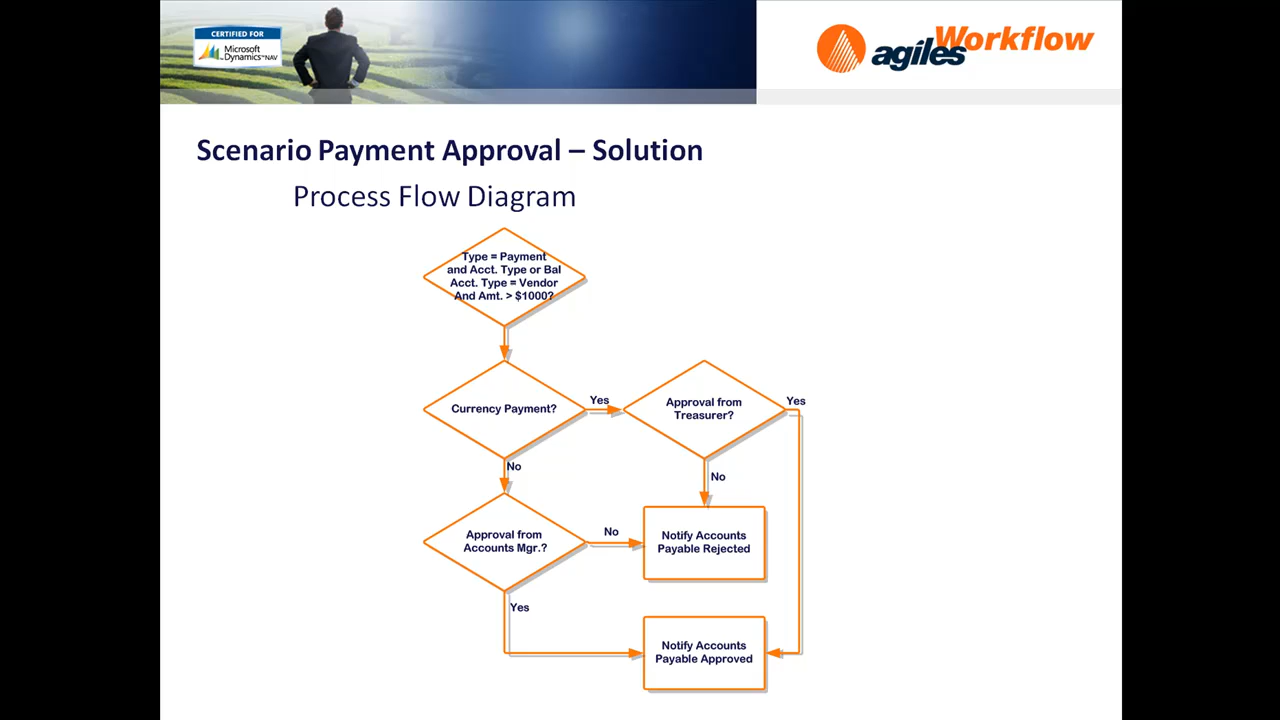 CERTIFIED FOR
Microsoft
Dynamics™ NAV
agiles Workflow
Scenario Payment Approval – Solution
Process Flow Diagram
Type = Payment
and Acct. Type or Bal
Acct. Type = Vendor
And Amt. > $1000?
Currency Payment?
Yes
Approval from
Treasurer?
Yes
No
No
Approval from
Accounts Mgr.?
No
Notify Accounts
Payable Rejected
Yes
Notify Accounts
Payable Approved